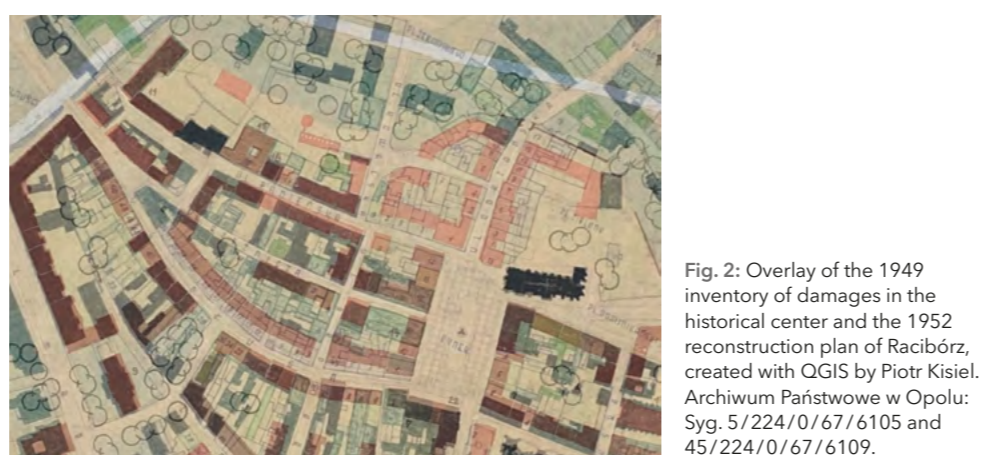 RYNEK
Fig. 2: Overlay of the 1949
inventory of damages in the
historical center and the 1952
reconstruction plan of Racibórz,
created with QGIS by Piotr Kisiel.
Archiwum Państwowe w Opolu:
Syg. 5/224/0/67/6105 and
45/224/0/67/6109.